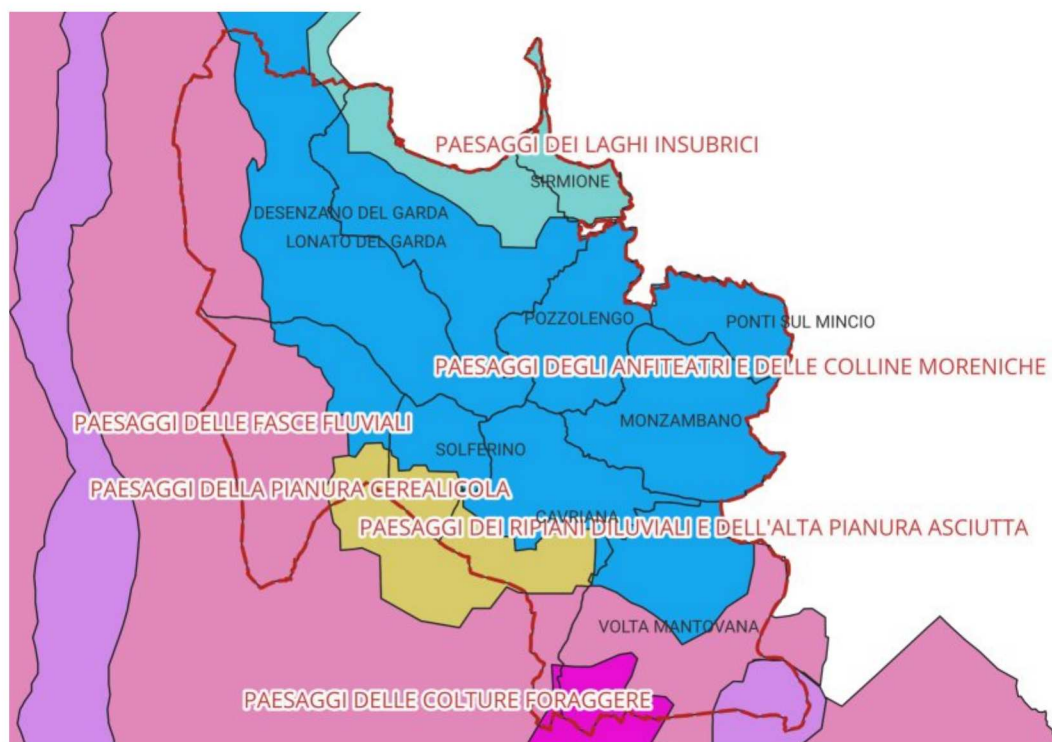 PAESAGGI DEI LAGHI INSUBRICI
SIRMIONE
DESENZANO DEL GARDA
LONATO DEL GARDA
POZZOLENGO
PONTI SUL MINCIO
PAESAGGI DEGLI ANFITEATRI E DELLE COLLINE MORENICHE
PAESAGGI DELLE FASCE FLUVIALI
MONZAMBANO
SOLFERINO
PAESAGGI DELLA PIANURA CEREALICOLA
CAVRIANA
PAESAGGI DEI RIPIANI DILUVIALI E DELL'ALTA PIANURA ASCIUTTA
VOLTA MANTOVANA
PAESAGGI DELLE COLTURE FORAGGERE